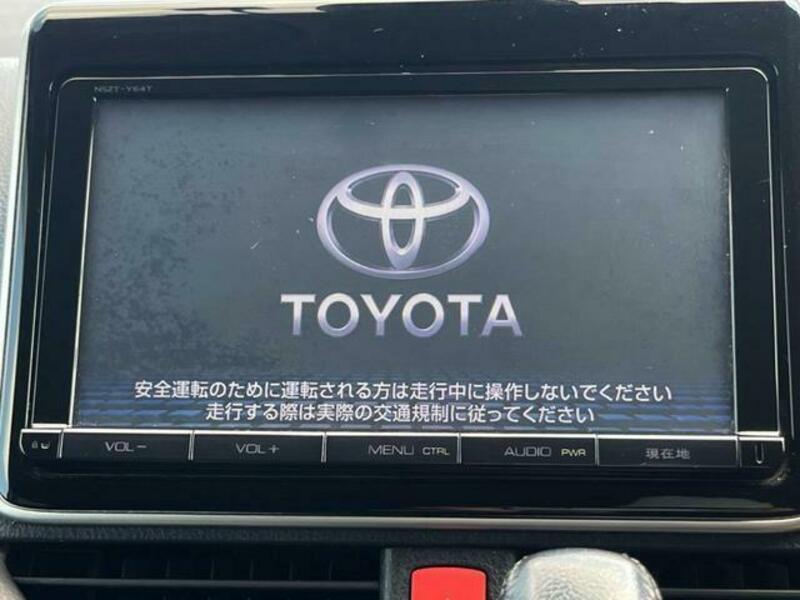 NSZT-Y64T
TOYOTA
安全運転のために運転される方は走行中に操作しないでください
走行する際は実際の交通規制に従ってください
VOL− VOL+ MENU CTRL AUDIO PWR 現在地